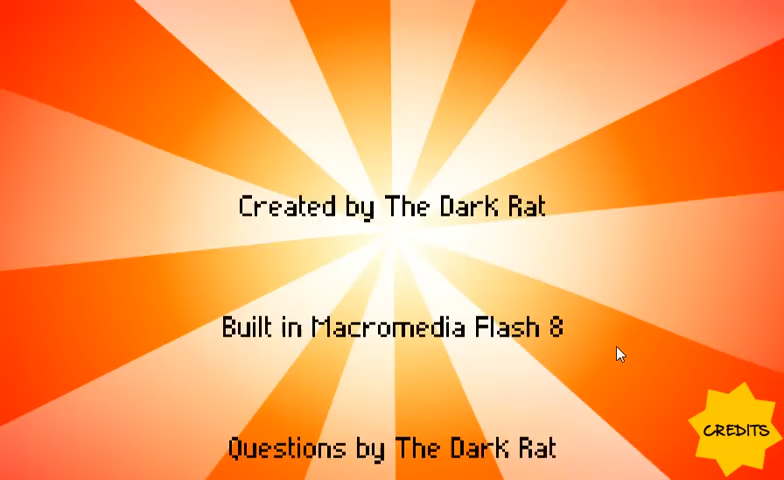 Created by The Dark Rat
Built in Macromedia Flash 8
CREDITS
Questions by The Dark Rat